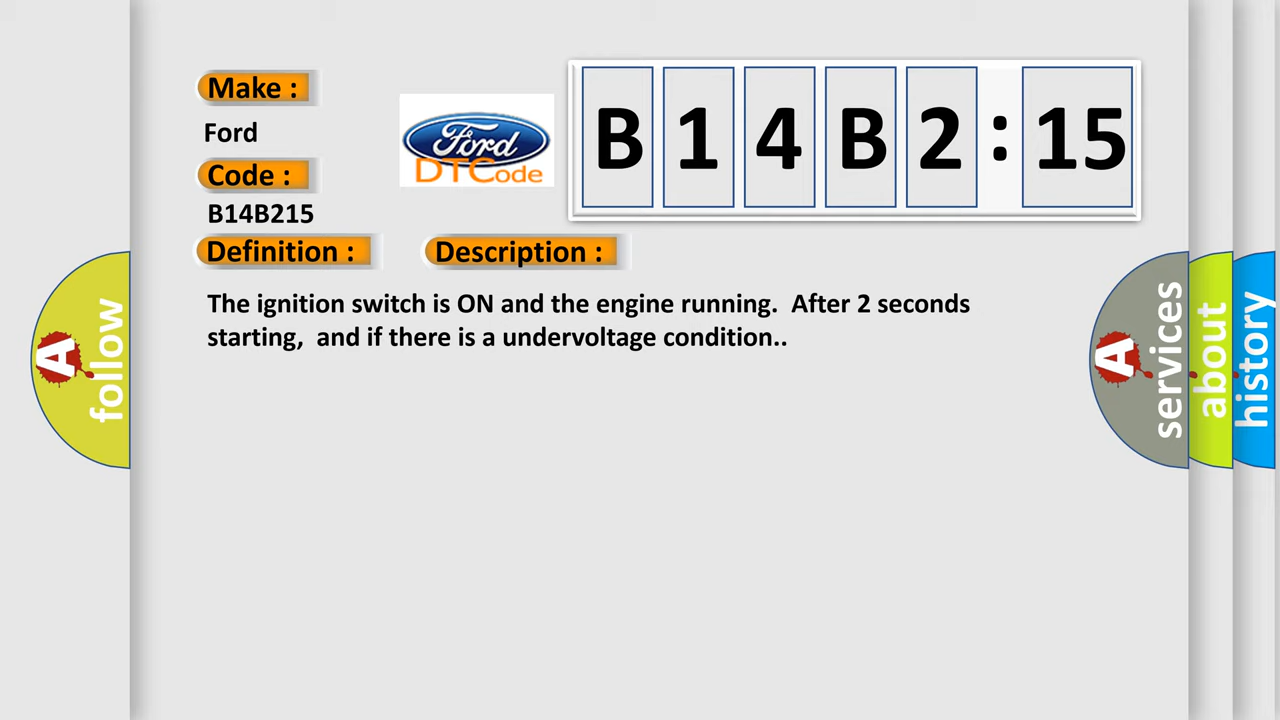 Make :
Ford
Code :
B14B215
Ford
DTCode
B 1 4 B 2 : 15
Definition :
Description :
The ignition switch is ON and the engine running. After 2 seconds
starting, and if there is a undervoltage condition..
A follow
A services
about
history